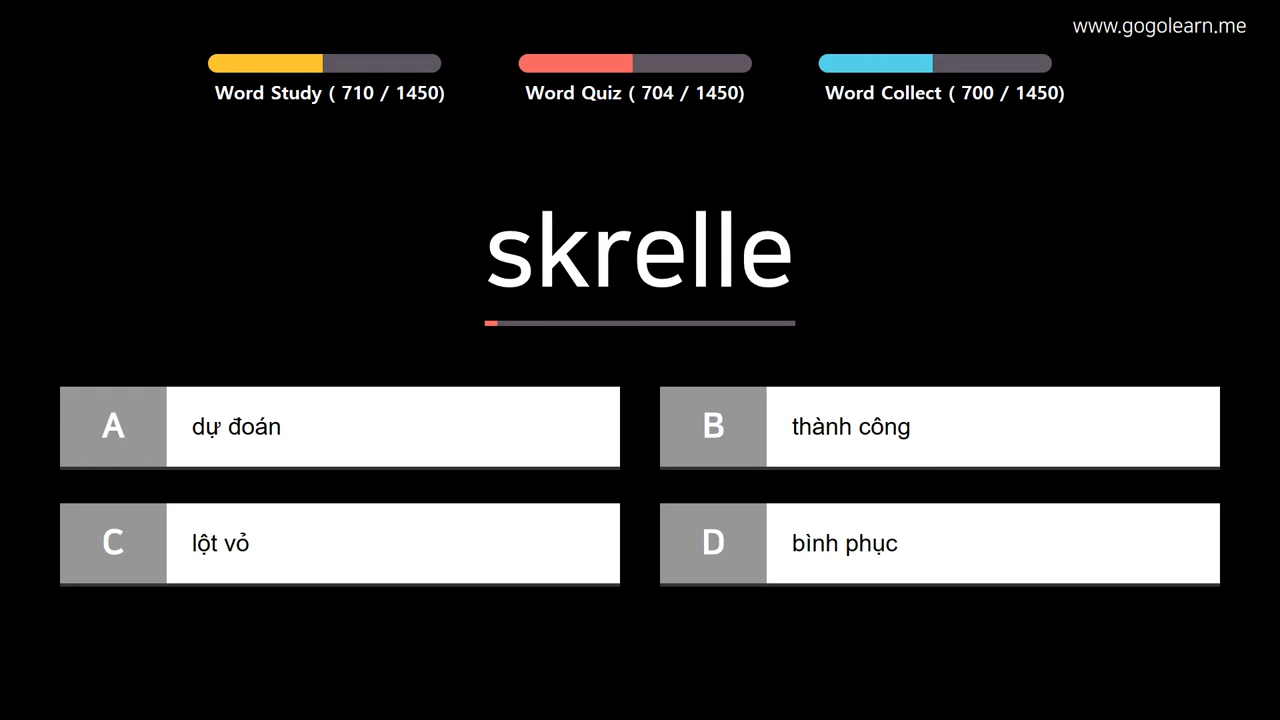 www.gogolearn.me
Word Study ( 710 / 1450)
Word Quiz ( 704 / 1450)
Word Collect ( 700 / 1450)
skrelle
A
dự đoán
B
thành công
C
lột vỏ
D
bình phục